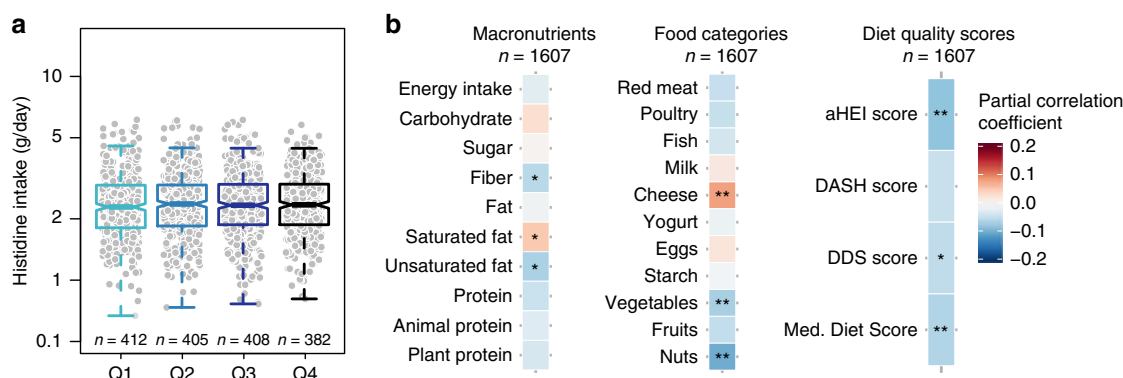 a
Histidine intake (g/day)
10
5
2
1
0.1
n = 412
n = 405
n = 408
n = 382
Q1
Q2
Q3
Q4
b
Macronutrients
n = 1607
Energy intake
Carbohydrate
Sugar
Fiber
*
Fat
Saturated fat
*
Unsaturated fat
*
Protein
Animal protein
Plant protein
Food categories
n = 1607
Red meat
Poultry
Fish
Milk
Cheese
**
Yogurt
Eggs
Starch
Vegetables
**
Fruits
Nuts
**
Diet quality scores
n = 1607
aHEI score
**
DASH score
DDS score
*
Med. Diet Score
**
Partial correlation
coefficient
0.2
0.1
0.0
−0.1
−0.2